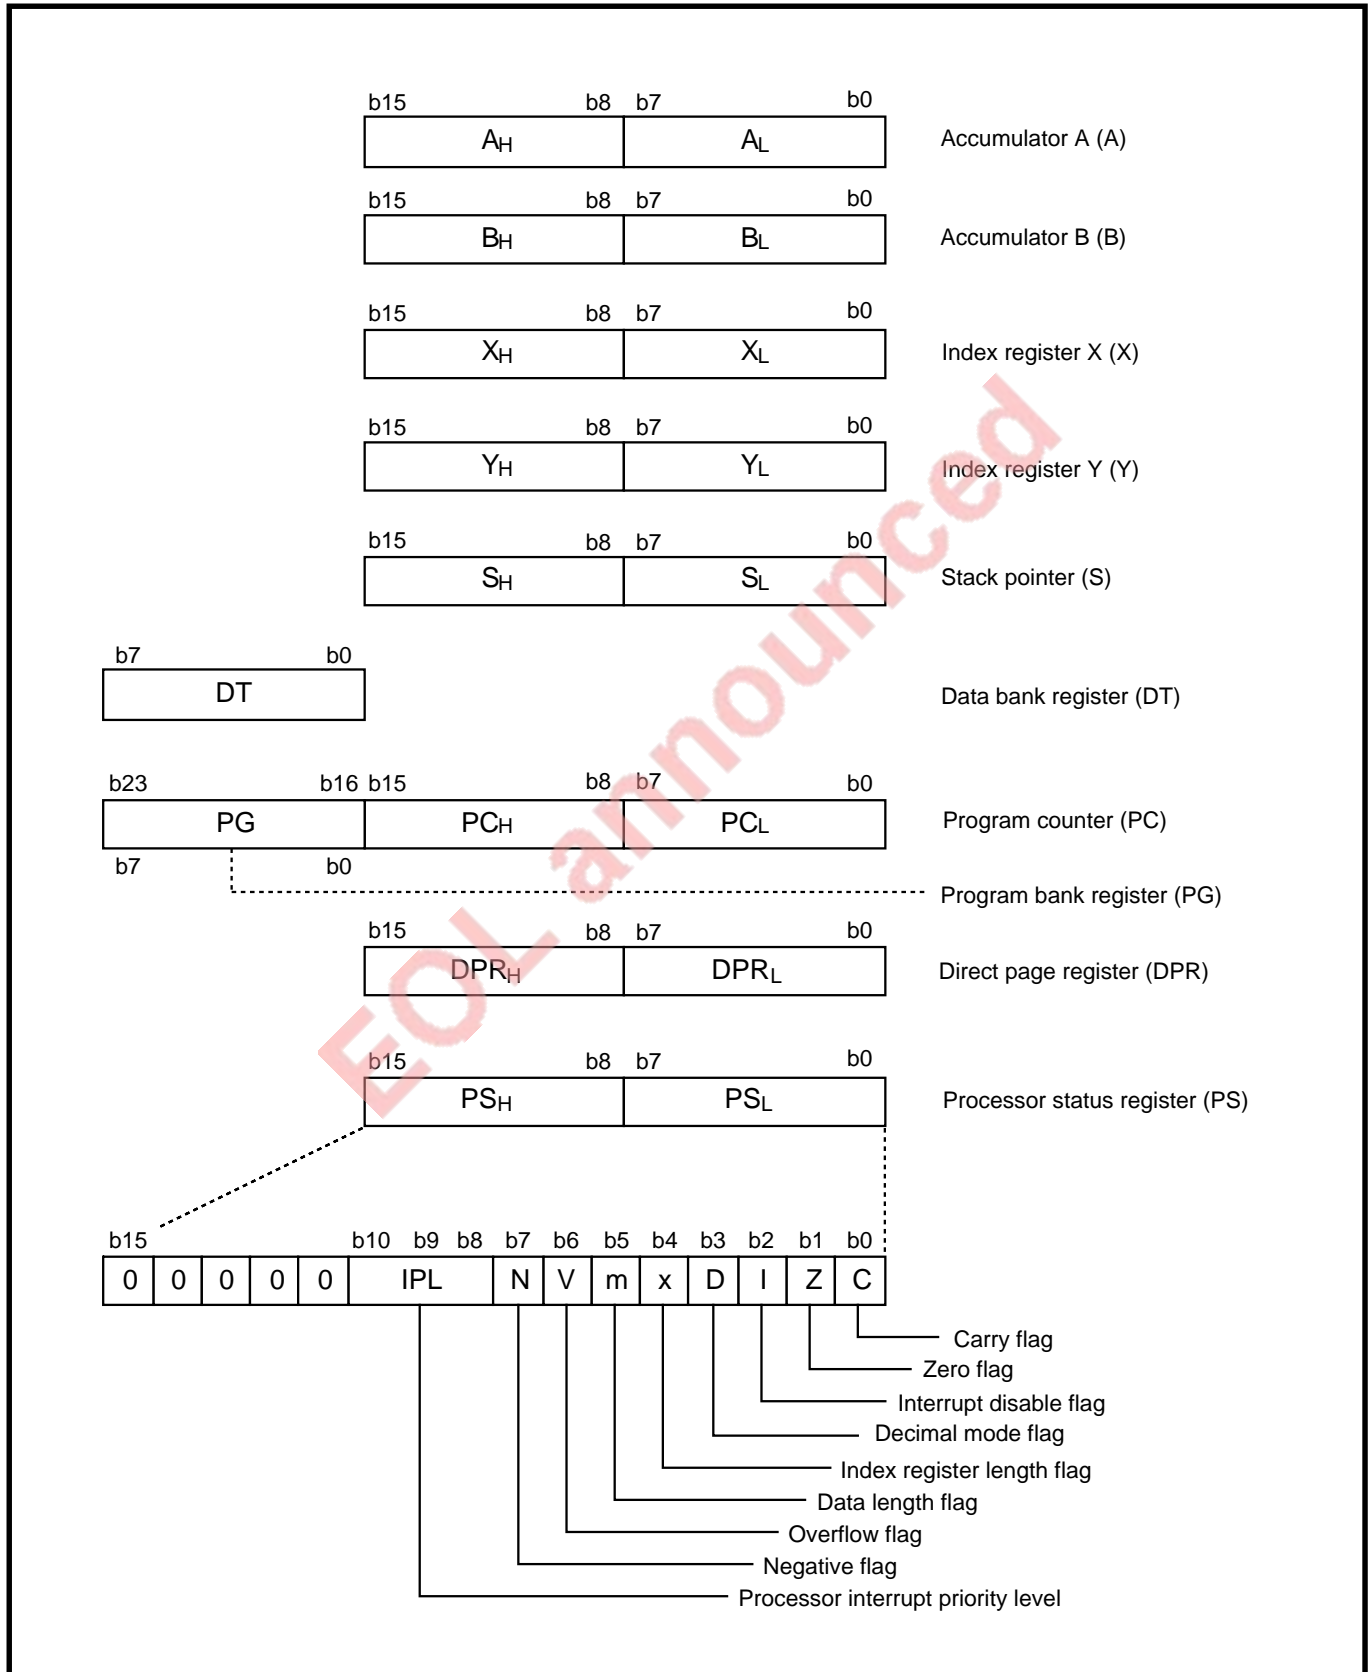 b15 b8 b7 b0
AH AL Accumulator A (A)
b15 b8 b7 b0
BH BL Accumulator B (B)
b15 b8 b7 b0
XH XL Index register X (X)
b15 b8 b7 b0
YH YL Index register Y (Y)
b15 b8 b7 b0
SH SL Stack pointer (S)
b7 b0
DT Data bank register (DT)
b23 b16 b15 b8 b7 b0
PG PCH PCL Program counter (PC)
b7 b0
Program bank register (PG)
b15 b8 b7 b0
DPRH DPRL Direct page register (DPR)
b15 b8 b7 b0
PSH PSL Processor status register (PS)
b15 b10 b9 b8 b7 b6 b5 b4 b3 b2 b1 b0
0 0 0 0 0 IPL N V m x D I Z C
Carry flag
Zero flag
Interrupt disable flag
Decimal mode flag
Index register length flag
Data length flag
Overflow flag
Negative flag
Processor interrupt priority level
EOL announced